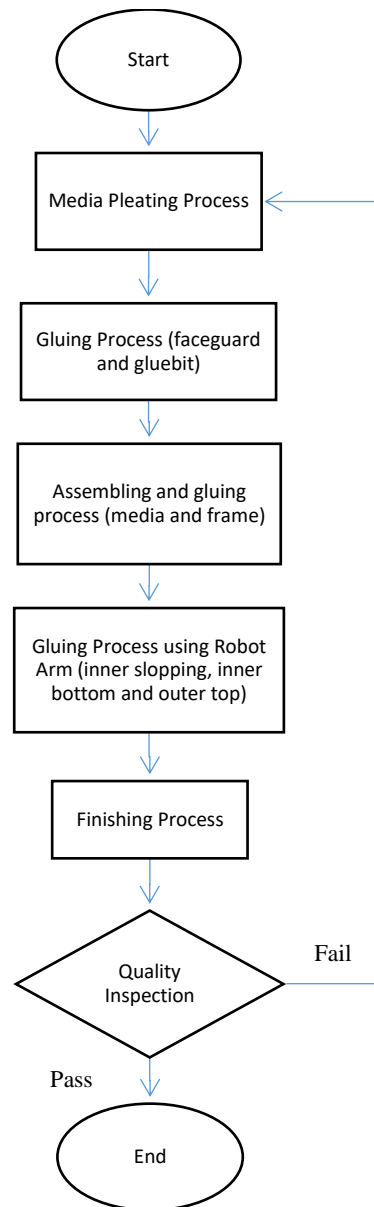 Start
Media Pleating Process
Gluing Process (faceguard
and gluebit)
Assembling and gluing
process (media and frame)
Gluing Process using Robot
Arm (inner slopping, inner
bottom and outer top)
Finishing Process
Quality
Inspection
Fail
Pass
End